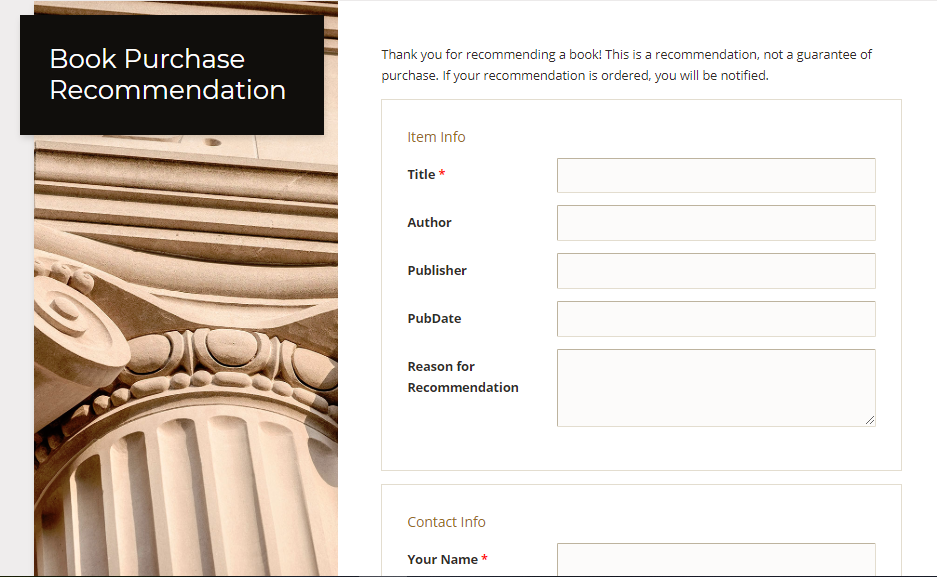 Book Purchase
Recommendation
Thank you for recommending a book! This is a recommendation, not a guarantee of
purchase. If your recommendation is ordered, you will be notified.
Item Info
Title *
Author
Publisher
PubDate
Reason for
Recommendation
Contact Info
Your Name *